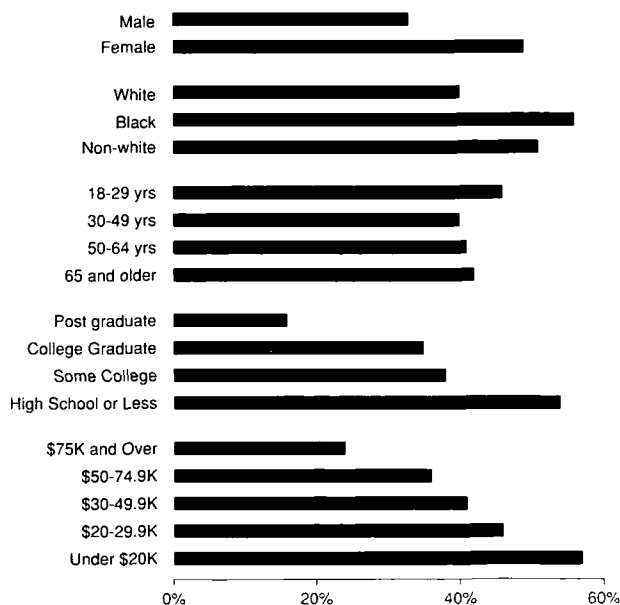 Male
Female
White
Black
Non-white
18-29 yrs
30-49 yrs
50-64 yrs
65 and older
Post graduate
College Graduate
Some College
High School or Less
$75K and Over
$50-74.9K
$30-49.9K
$20-29.9K
Under $20K
0% 20% 40% 60%